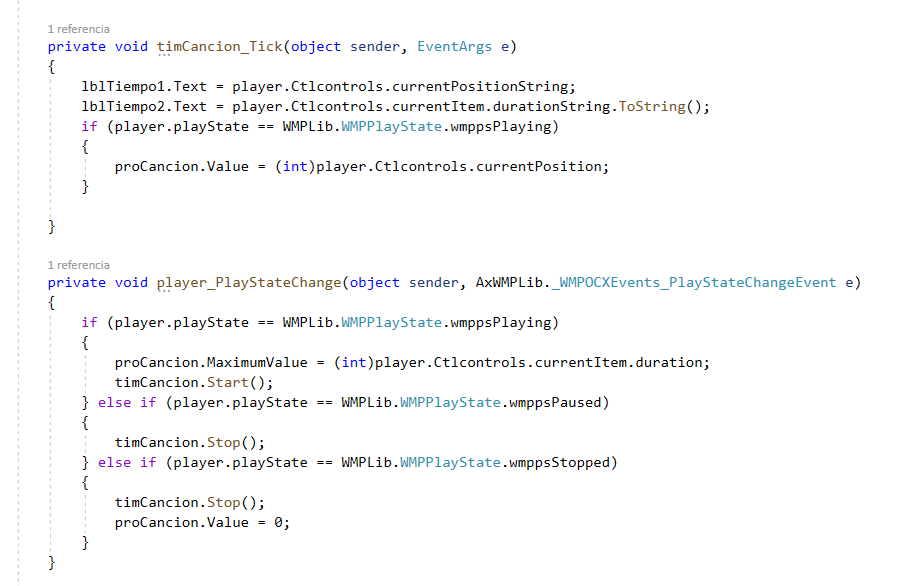 1 referencia
private void timCancion_Tick(object sender, EventArgs e)
{
lblTiempo1.Text = player.Ctlcontrols.currentPositionString;
lblTiempo2.Text = player.Ctlcontrols.currentItem.durationString.ToString();
if (player.playState == WMPLib.WMPPlayState.wmppsPlaying)
{
proCancion.Value = (int)player.Ctlcontrols.currentPosition;
}
}
1 referencia
private void player_PlayStateChange(object sender, AxWMPLib._WMPOCXEvents_PlayStateChangeEvent e)
{
if (player.playState == WMPLib.WMPPlayState.wmppsPlaying)
{
proCancion.MaximumValue = (int)player.Ctlcontrols.currentItem.duration;
timCancion.Start();
} else if (player.playState == WMPLib.WMPPlayState.wmppsPaused)
{
timCancion.Stop();
} else if (player.playState == WMPLib.WMPPlayState.wmppsStopped)
{
timCancion.Stop();
proCancion.Value = 0;
}
}